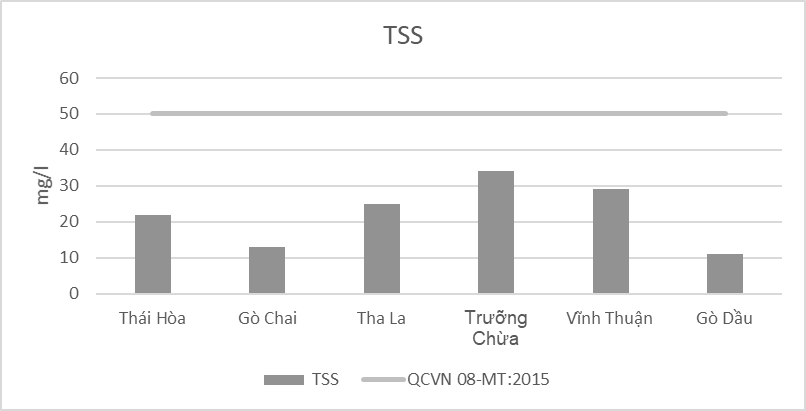 TSS
60
50
40
30
20
10
0
mg/l
Thái Hòa
Gò Chai
Tha La
Trưỡng
Chừa
Vĩnh Thuận
Gò Dầu
TSS
QCVN 08-MT:2015